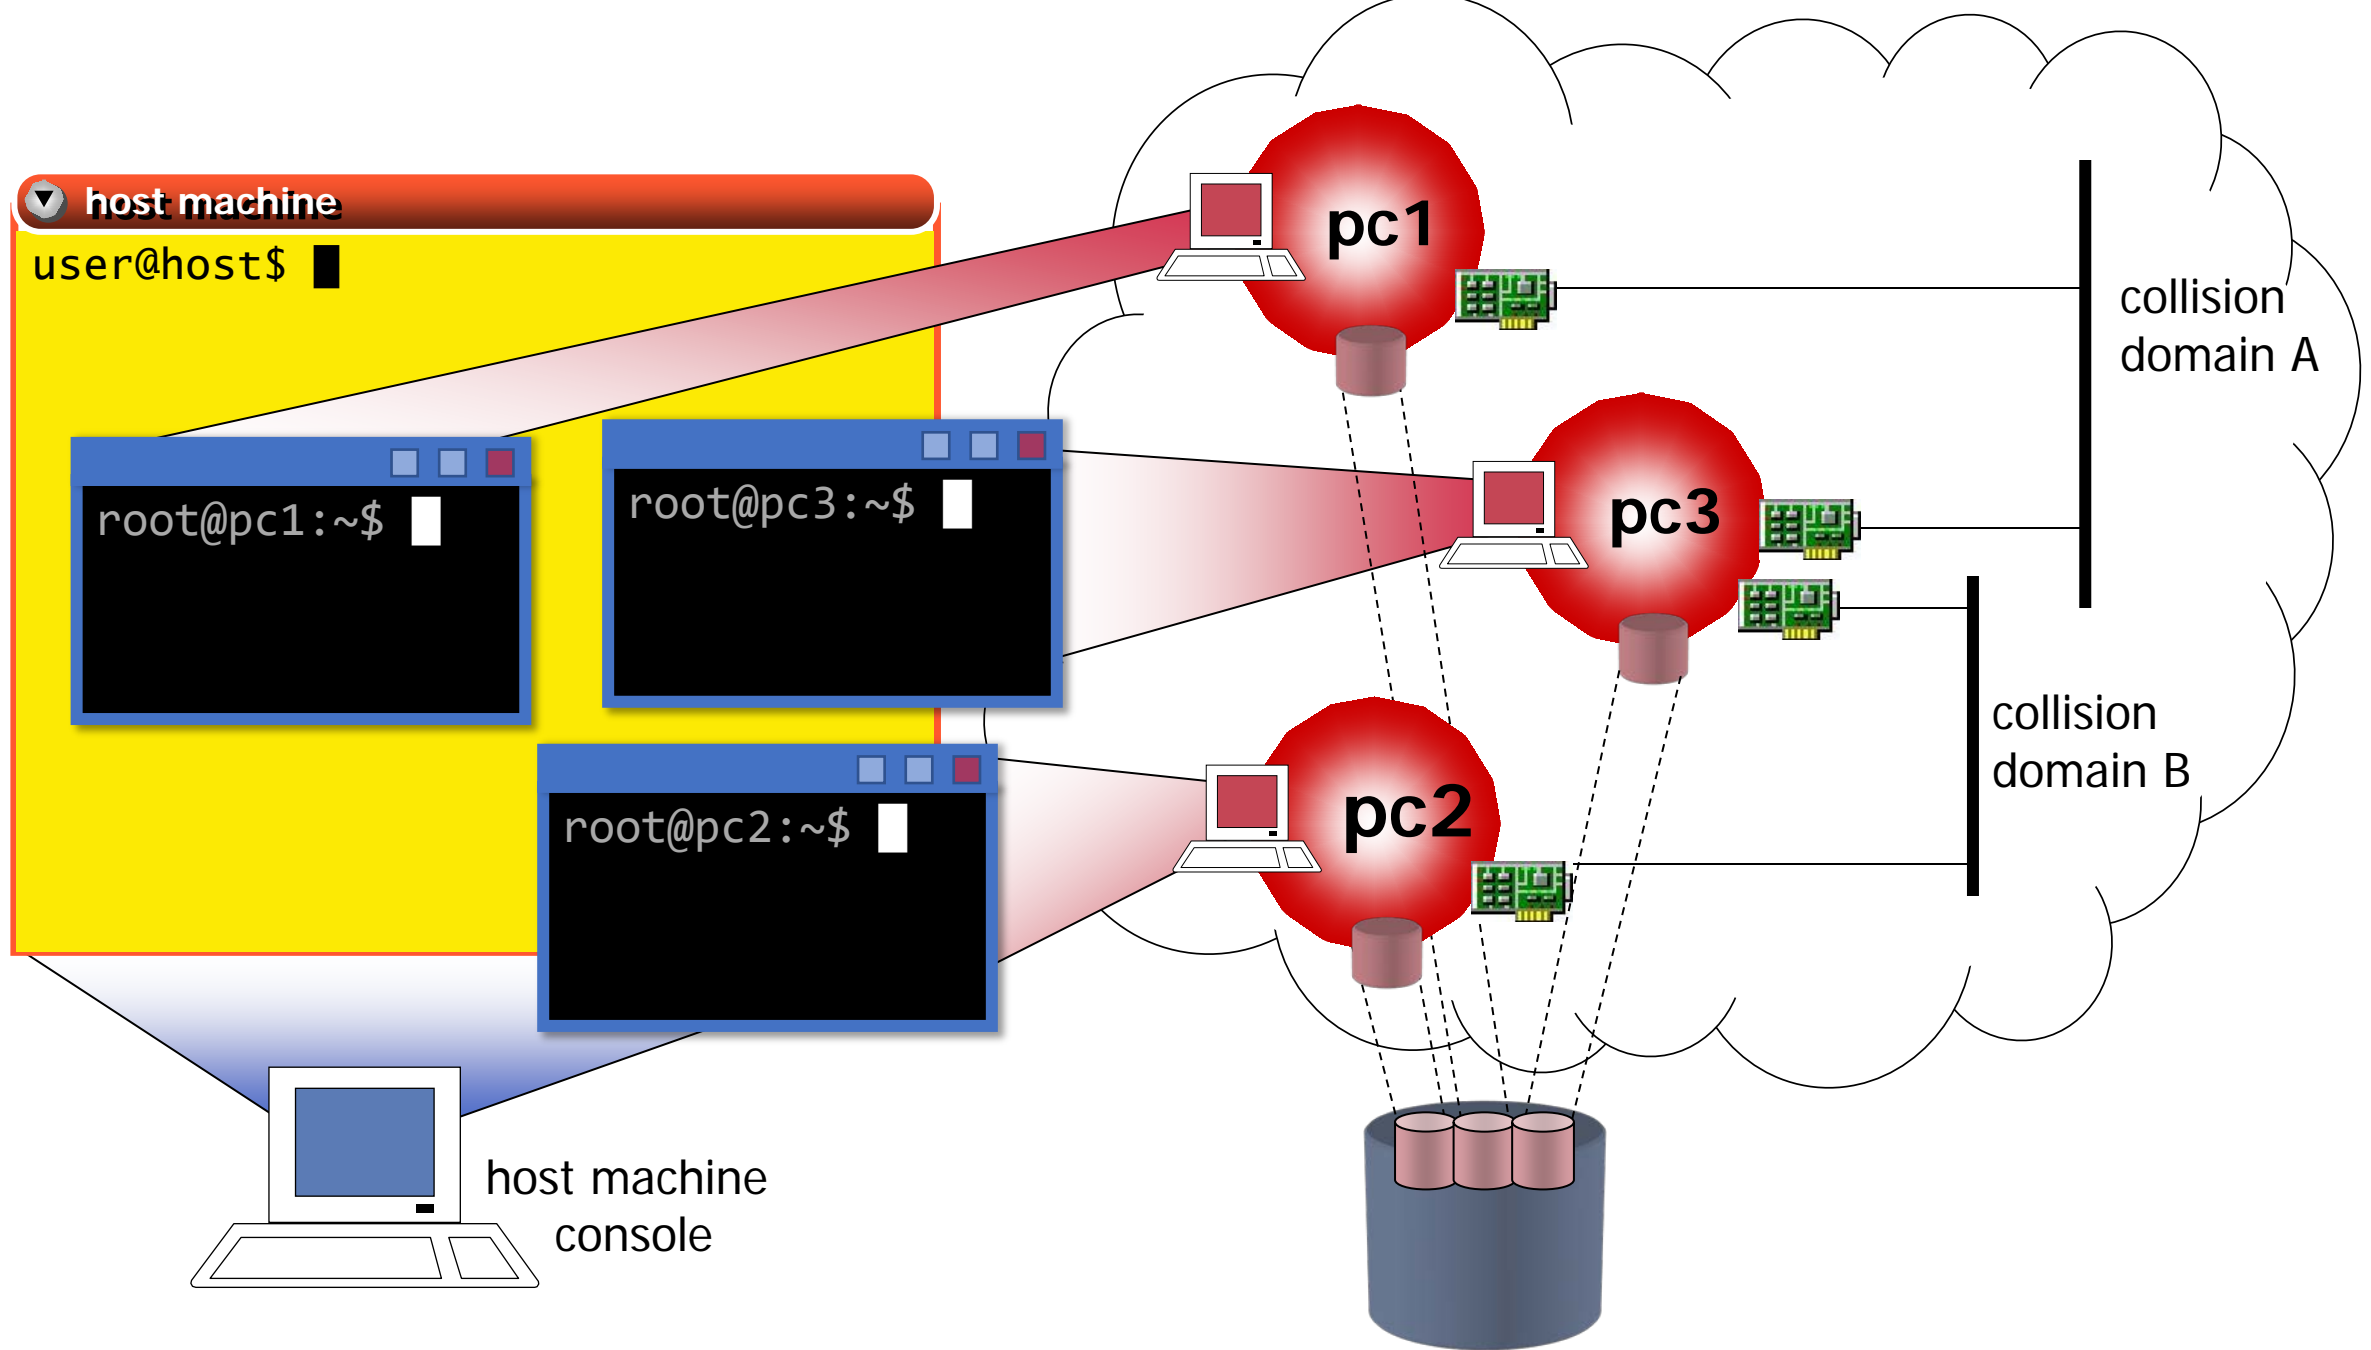 host machine
user@host$
root@pc1:~$
root@pc3:~$
root@pc2:~$
host machine
console
pc1
pc3
pc2
collision
domain A
collision
domain B